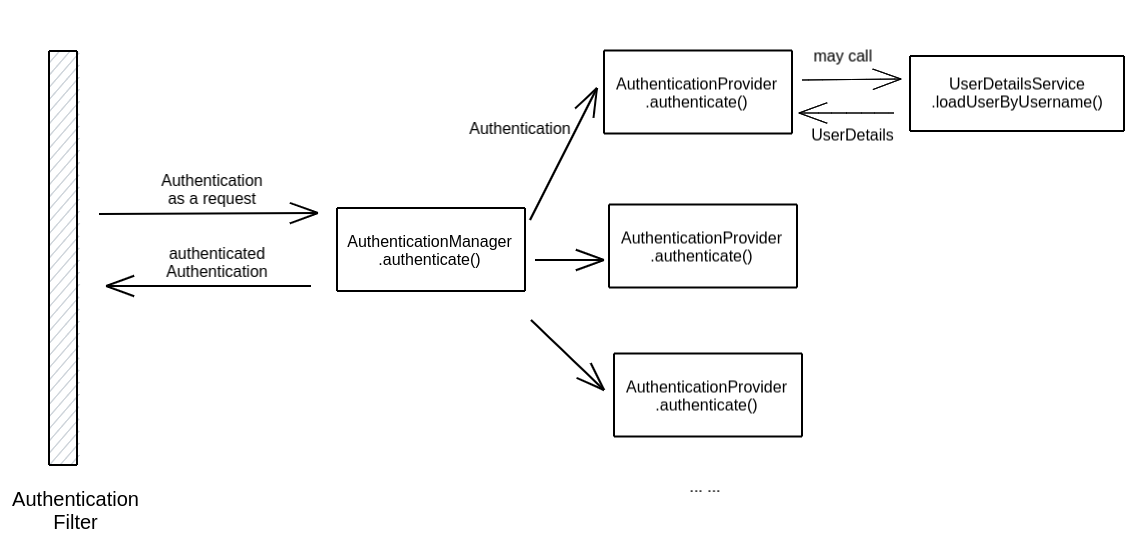 may call
AuthenticationProvider
.authenticate()
UserDetailsService
.loadUserByUsername()
Authentication
UserDetails
Authentication
as a request
AuthenticationManager
.authenticate()
AuthenticationProvider
.authenticate()
authenticated
Authentication
AuthenticationProvider
.authenticate()
... ...
Authentication
Filter